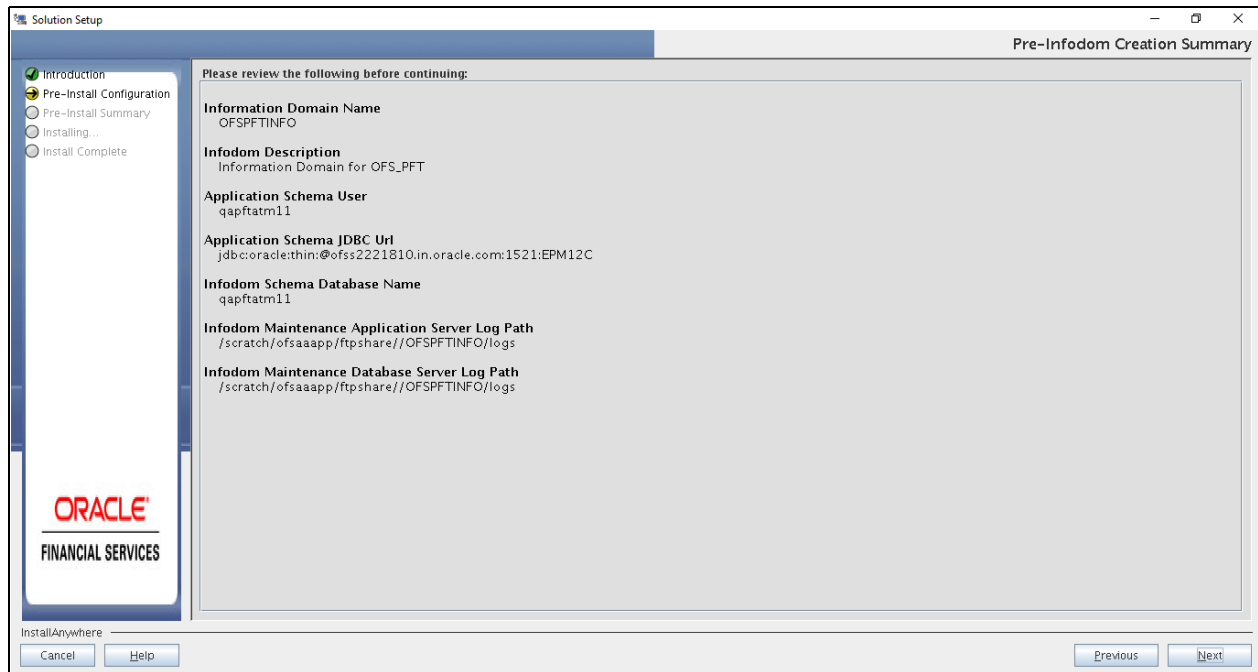 Solution Setup
Pre-Infodom Creation Summary
Introduction
Pre-Install Configuration
Pre-Install Summary
Installing...
Install Complete
ORACLE®
FINANCIAL SERVICES
Please review the following before continuing:
Information Domain Name
OFSPFTINFO
Infodom Description
Information Domain for OFS_PFT
Application Schema User
qapftatm11
Application Schema JDBC Url
jdbc:oracle:thin:@ofss2221810.in.oracle.com:1521:EPM12C
Infodom Schema Database Name
qapftatm11
Infodom Maintenance Application Server Log Path
/scratch/ofsaaapp/ftpshare//OFSPFTINFO/logs
Infodom Maintenance Database Server Log Path
/scratch/ofsaaapp/ftpshare//OFSPFTINFO/logs
InstallAnywhere
Cancel
Help
Previous
Next